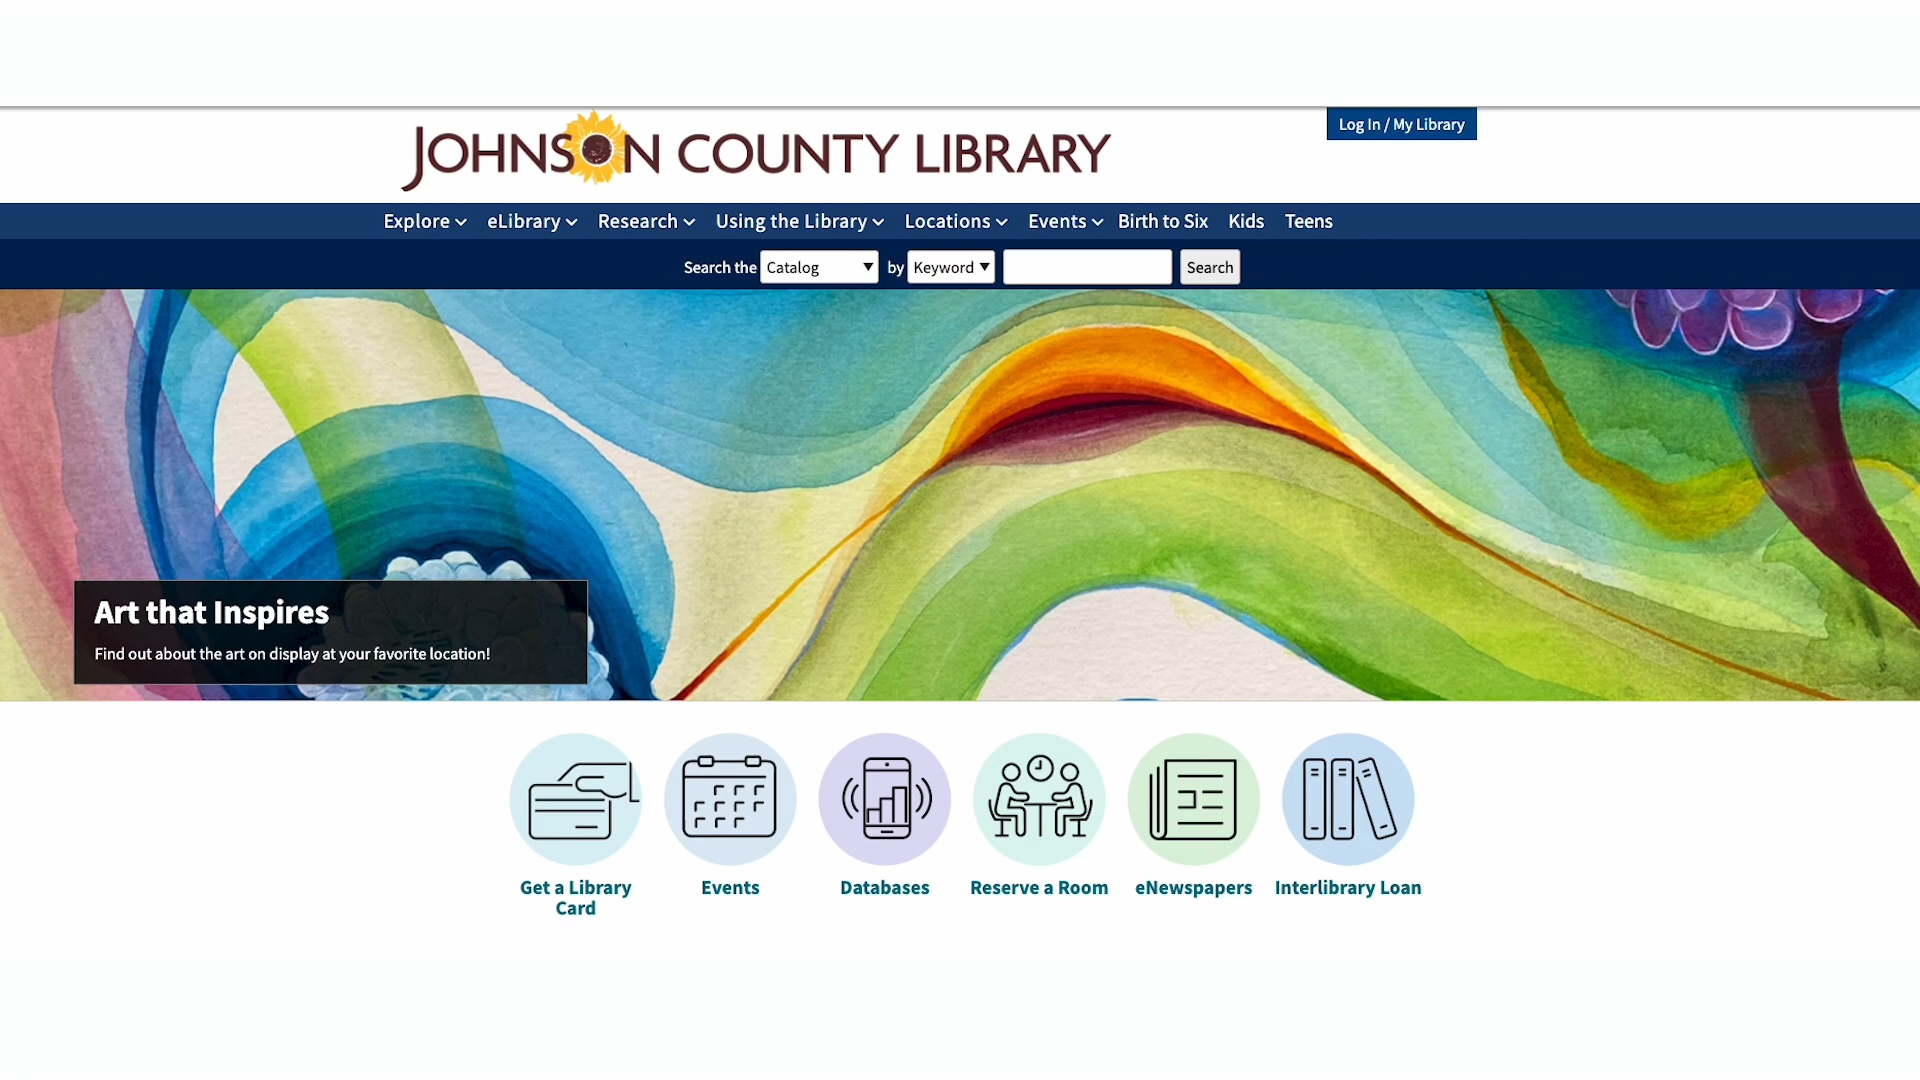 JOHNSON COUNTY LIBRARY
Log In / My Library
Explore eLibrary Research Using the Library Locations Events Birth to Six Kids Teens
Search the Catalog by Keyword Search
Art that Inspires
Find out about the art on display at your favorite location!
Get a Library Card
Events
Databases
Reserve a Room
eNewspapers
Interlibrary Loan